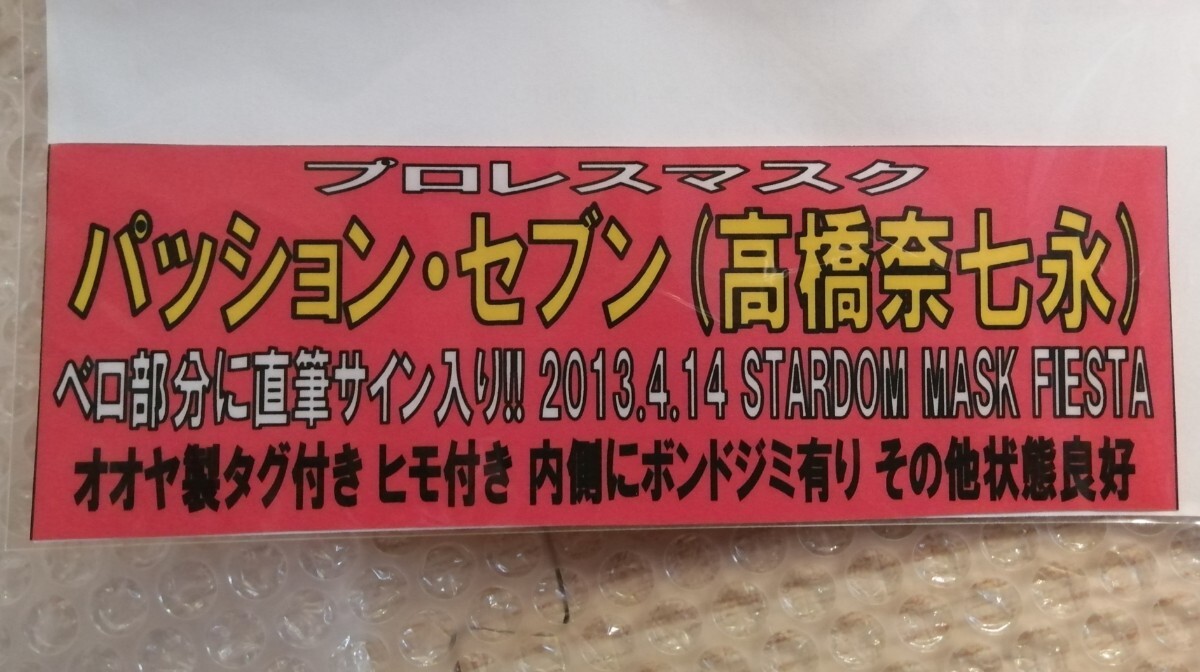 プロレスマスク
パッション・セブン(高橋奈七永)
ベロ部分に直筆サイン入り!! 2013.4.14 STARDOM MASK FIESTA
オオヤ製タグ付き ヒモ付き 内側にボンドジミ有り その他状態良好